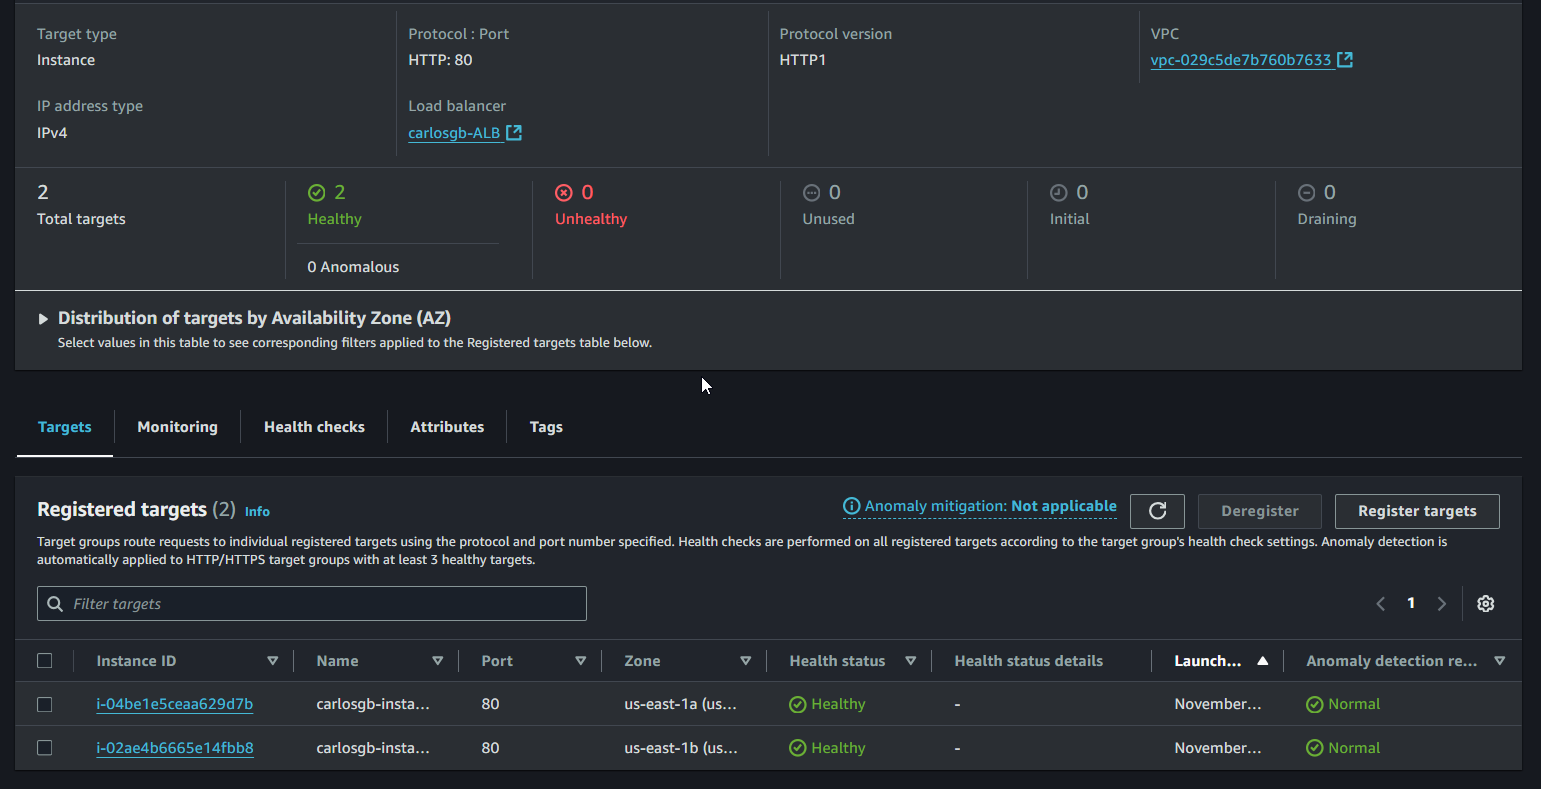 Target type
Instance
Protocol : Port
HTTP: 80
Protocol version
HTTP1
VPC
vpc-029c5de7b760b7633
IP address type
IPv4
Load balancer
carlosgb-ALB
2
Total targets
2
Healthy
0 Anomalous
0
Unhealthy
0
Unused
0
Initial
0
Draining
Distribution of targets by Availability Zone (AZ)
Select values in this table to see corresponding filters applied to the Registered targets table below.
Targets
Monitoring
Health checks
Attributes
Tags
Registered targets (2) Info
Anomaly mitigation: Not applicable
Deregister
Register targets
Target groups route requests to individual registered targets using the protocol and port number specified. Health checks are performed on all registered targets according to the target group's health check settings. Anomaly detection is
automatically applied to HTTP/HTTPS target groups with at least 3 healthy targets.
Filter targets
1
Instance ID Name Port Zone Health status Health status details Launch... Anomaly detection re...
i-04be1e5ceaa629d7b carlosgb-insta... 80 us-east-1a (us... Healthy - November... Normal
i-02ae4b6665e14fbb8 carlosgb-insta... 80 us-east-1b (us... Healthy - November... Normal